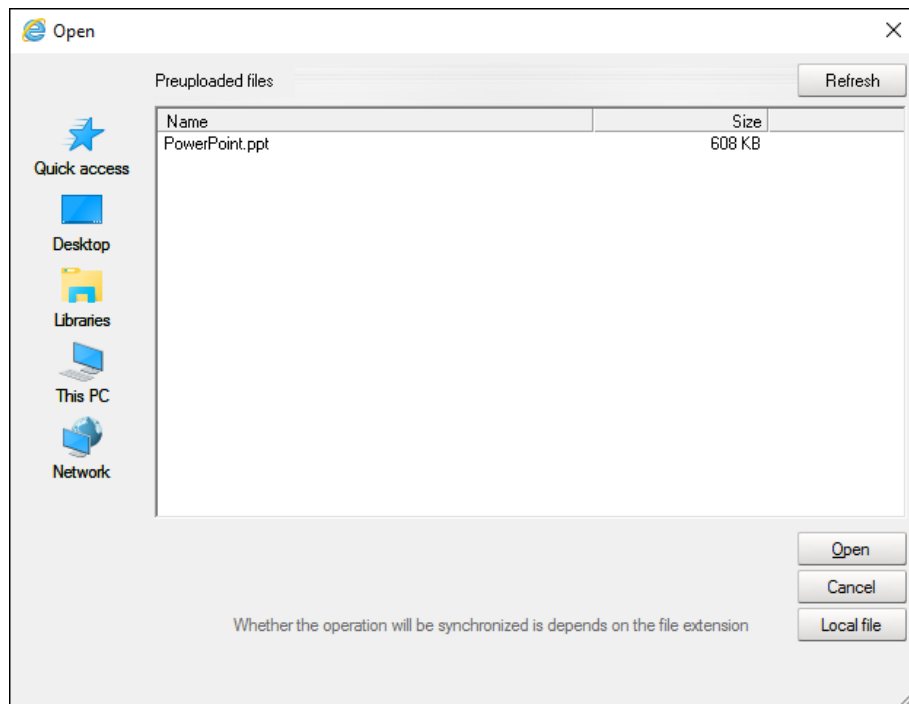 Open
Preuploaded files
Refresh
Name Size
PowerPoint.ppt 608 KB
Quick access
Desktop
Libraries
This PC
Network
Open
Cancel
Whether the operation will be synchronized is depends on the file extension
Local file